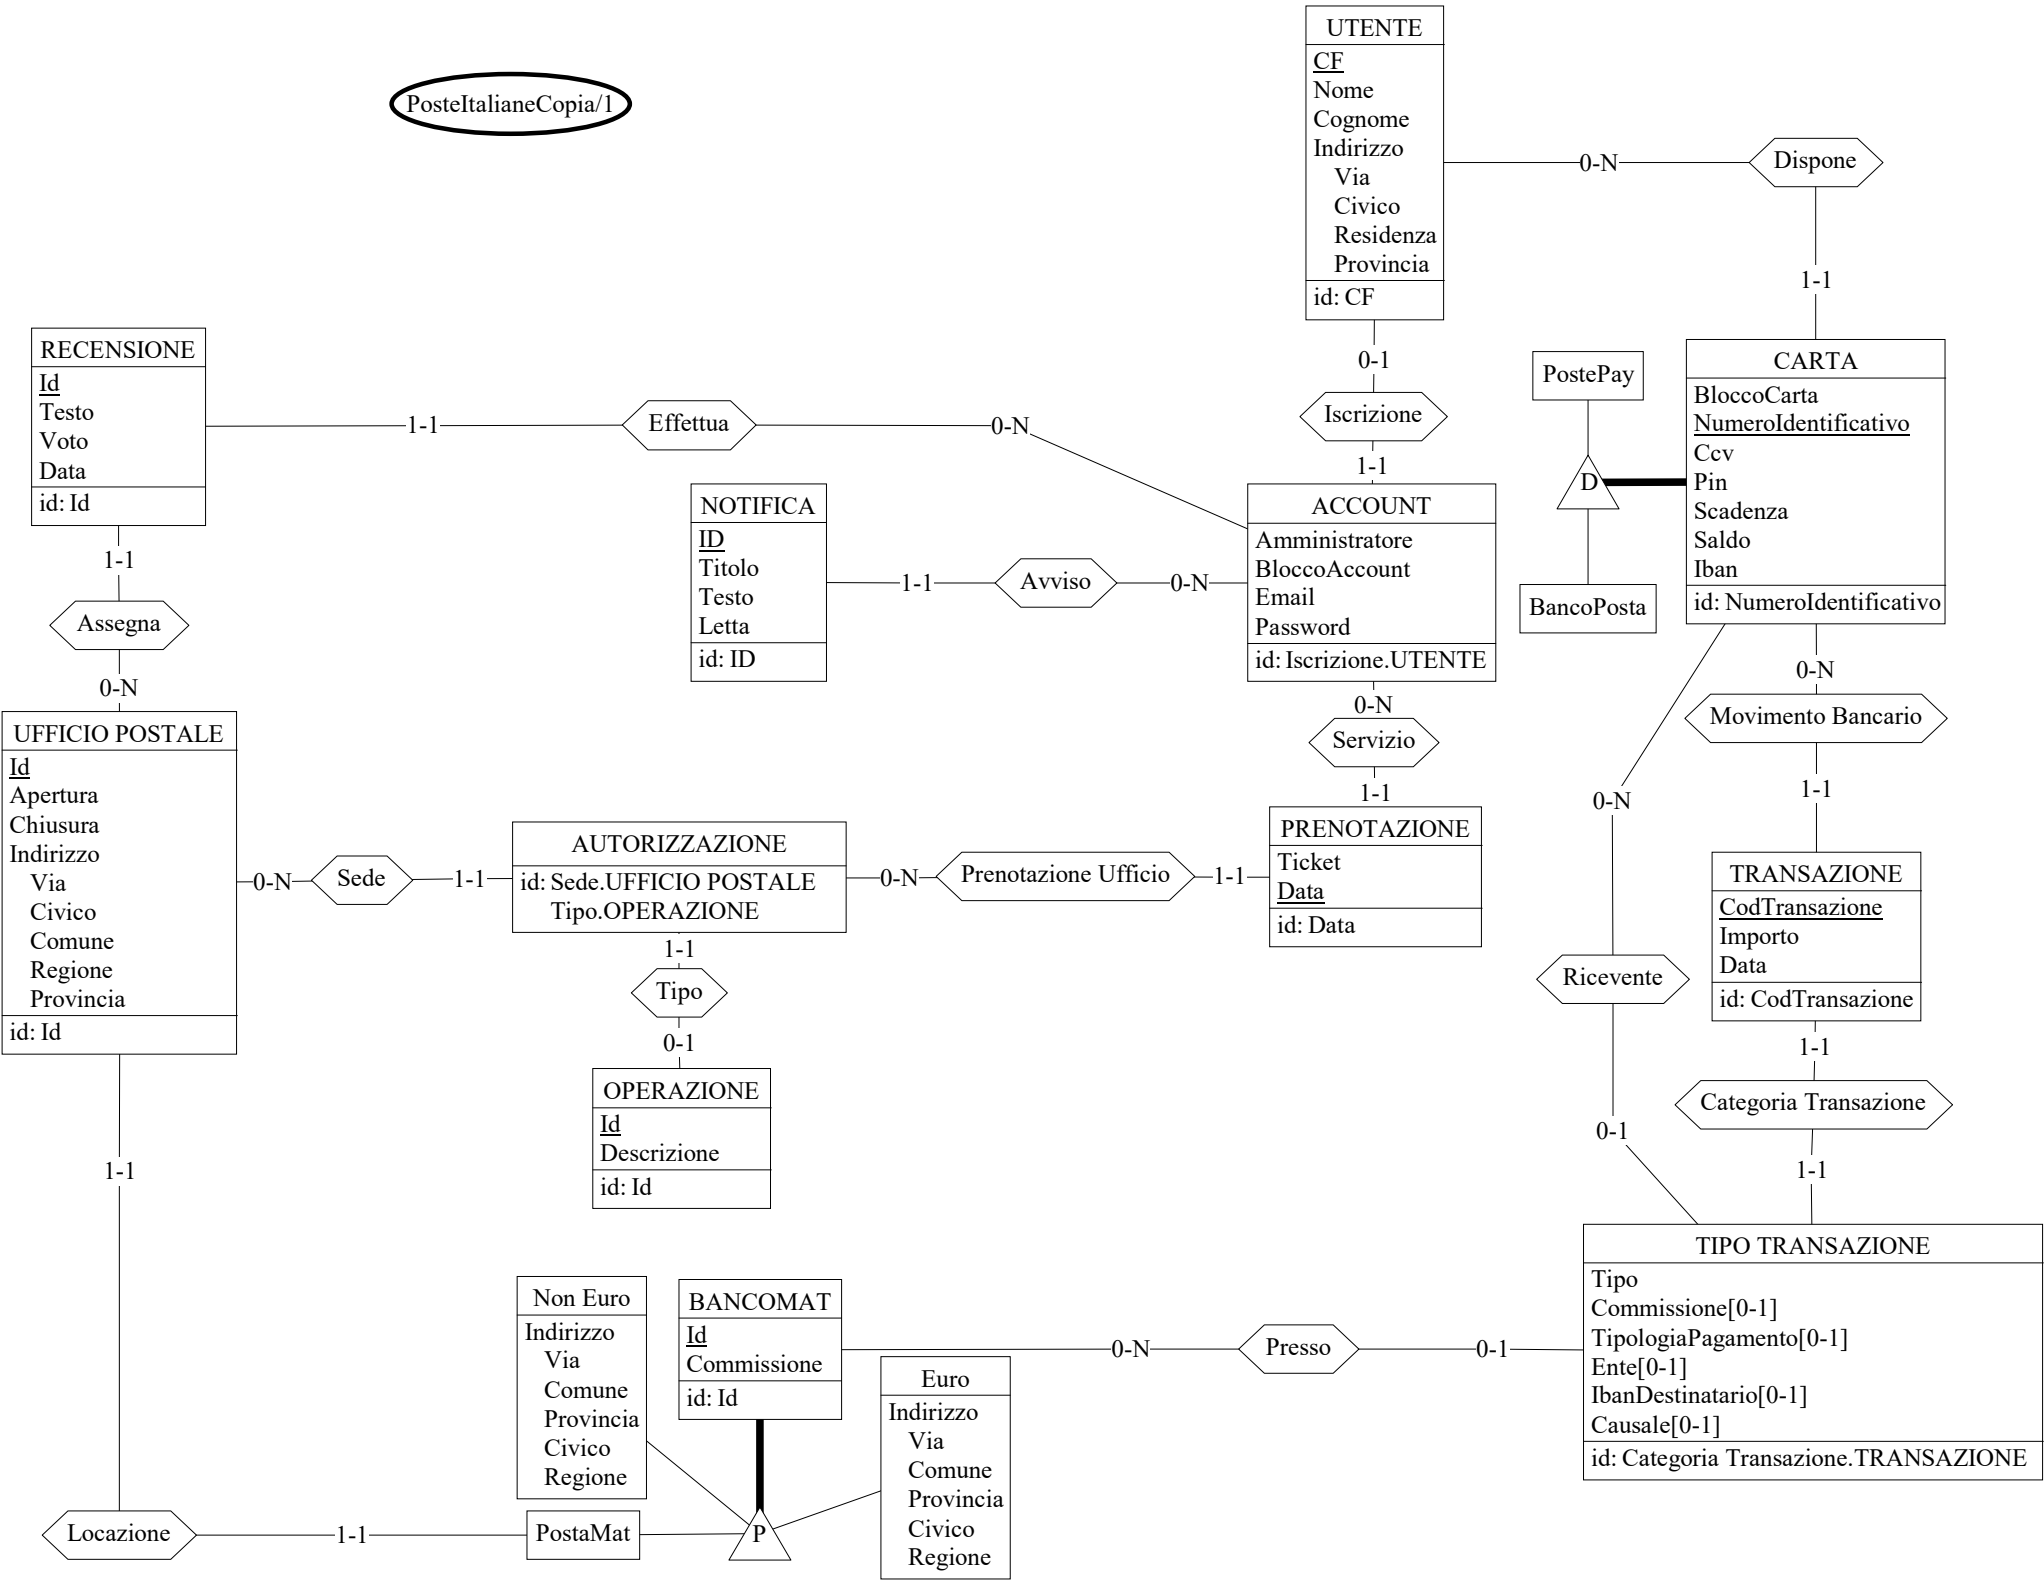 PosteItalianeCopia/1
UTENTE
CF
Nome
Cognome
Indirizzo
Via
Civico
Residenza
Provincia
id: CF
0-N
Dispone
1-1
0-1
Iscrizione
1-1
RECENSIONE
Id
Testo
Voto
Data
id: Id
1-1
Effettua
0-N
PostePay
D
BancoPosta
CARTA
BloccoCarta
NumeroIdentificativo
Ccv
Pin
Scadenza
Saldo
Iban
id: NumeroIdentificativo
NOTIFICA
ID
Titolo
Testo
Letta
id: ID
1-1
Avviso
0-N
ACCOUNT
Amministratore
BloccoAccount
Email
Password
id: Iscrizione.UTENTE
1-1
Assegna
0-N
0-N
Servizio
1-1
0-N
Movimento Bancario
1-1
UFFICIO POSTALE
Id
Apertura
Chiusura
Indirizzo
Via
Civico
Comune
Regione
Provincia
id: Id
0-N
Sede
1-1
AUTORIZZAZIONE
id: Sede.UFFICIO POSTALE
Tipo.OPERAZIONE
0-N
Prenotazione Ufficio
1-1
PRENOTAZIONE
Ticket
Data
id: Data
0-N
Ricevente
0-1
TRANSAZIONE
CodTransazione
Importo
Data
id: CodTransazione
1-1
Categoria Transazione
1-1
1-1
Tipo
0-1
OPERAZIONE
Id
Descrizione
id: Id
1-1
Locazione
1-1
PostaMat
P
Non Euro
Indirizzo
Via
Comune
Provincia
Civico
Regione
BANCOMAT
Id
Commissione
id: Id
Euro
Indirizzo
Via
Comune
Provincia
Civico
Regione
0-N
Presso
0-1
TIPO TRANSAZIONE
Tipo
Commissione[0-1]
TipologiaPagamento[0-1]
Ente[0-1]
IbanDestinatario[0-1]
Causale[0-1]
id: Categoria Transazione.TRANSAZIONE